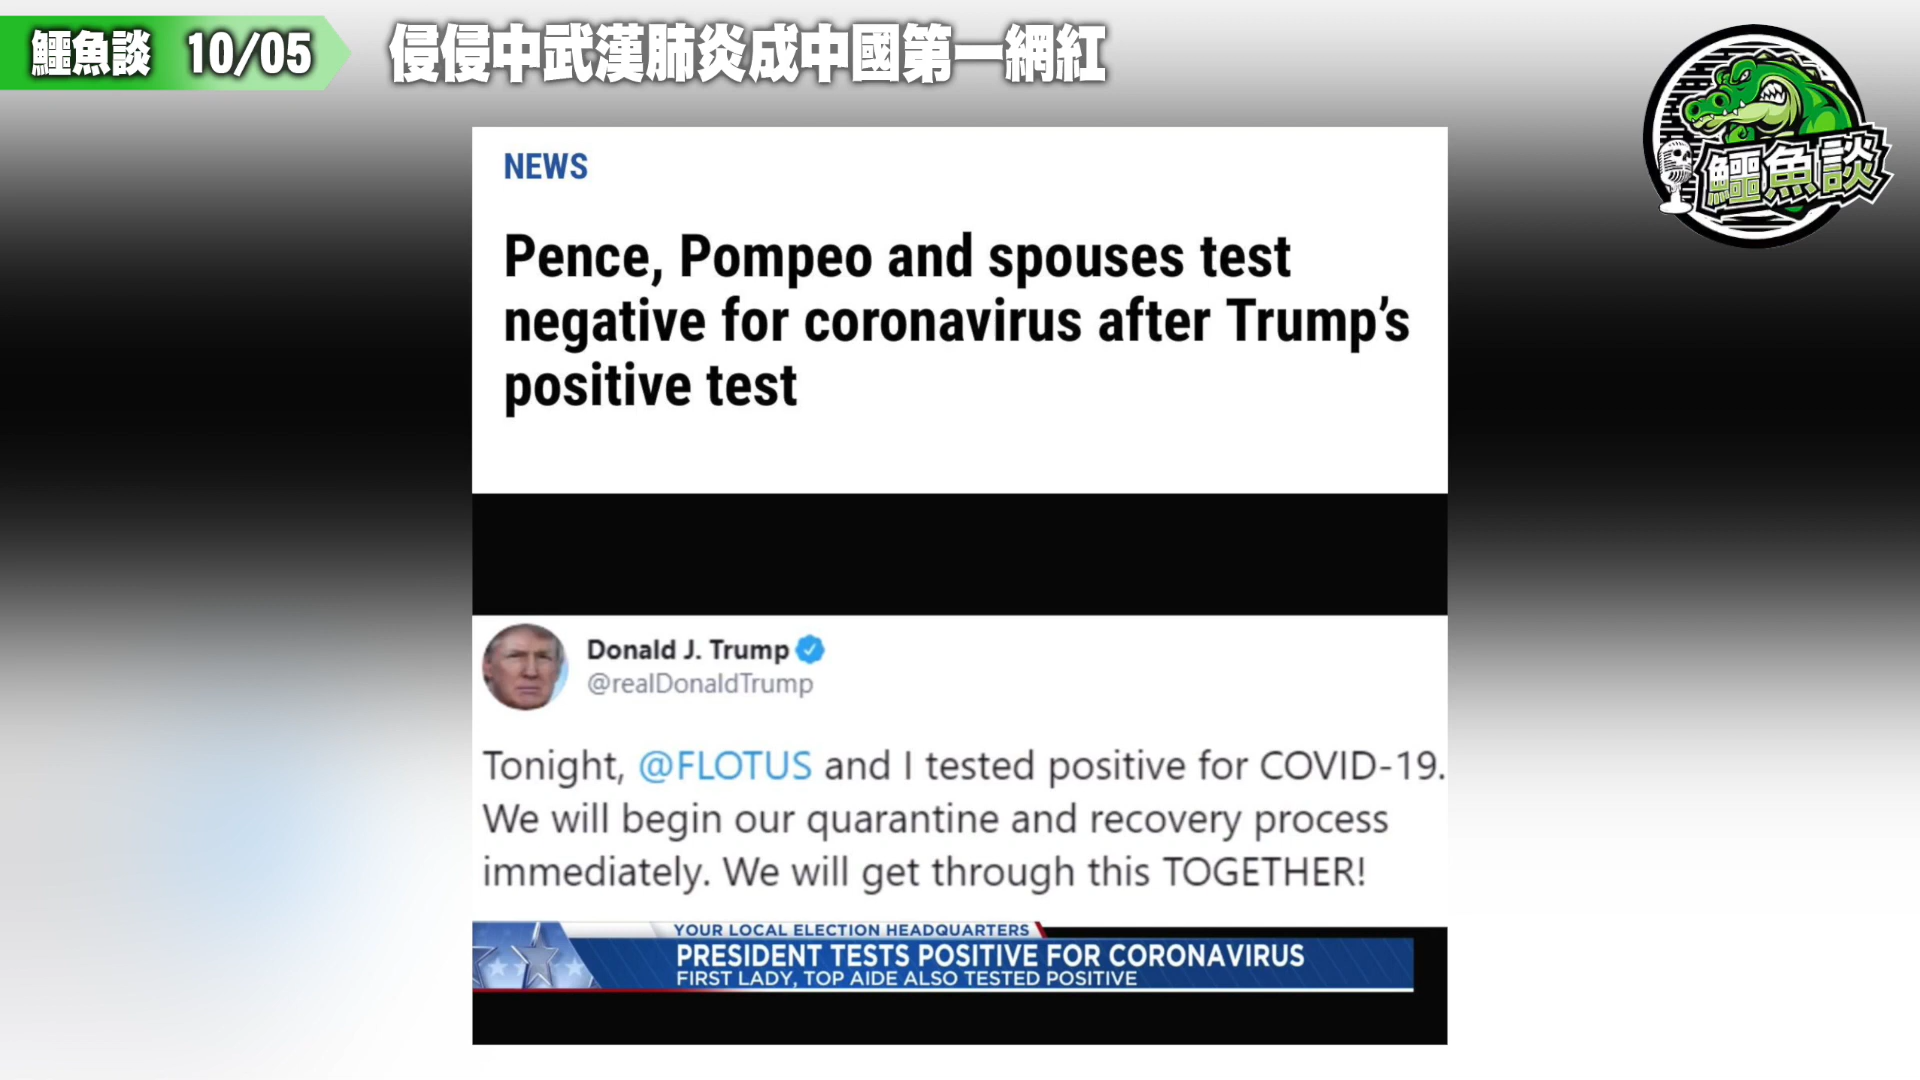 鱷魚談 10/05 侵侵中武漢肺炎成中國第一網紅
鱷魚談
NEWS
Pence, Pompeo and spouses test
negative for coronavirus after Trump’s
positive test
Donald J. Trump
@realDonaldTrump
Tonight, @FLOTUS and I tested positive for COVID-19.
We will begin our quarantine and recovery process
immediately. We will get through this TOGETHER!
YOUR LOCAL ELECTION HEADQUARTERS
PRESIDENT TESTS POSITIVE FOR CORONAVIRUS
FIRST LADY, TOP AIDE ALSO TESTED POSITIVE